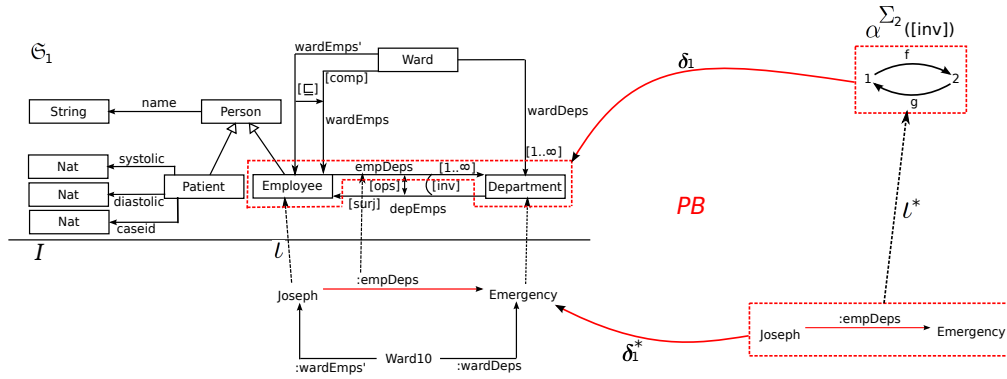 𝔖₁
α^Σ₂([inv])
f
1 2
g
δ₁
wardEmps'
Ward
[comp]
[⊑]
wardEmps
wardDeps
name
String
Person
[1..∞]
systolic
Nat
empDeps
[1..∞]
Patient
Employee
[ops]
([inv]
Department
Nat
diastolic
[surj]
depEmps
Nat
caseid
PB
ι*
I
ι
:empDeps
Joseph
Emergency
:empDeps
Joseph
Emergency
δ₁*
Ward10
:wardEmps'
:wardDeps